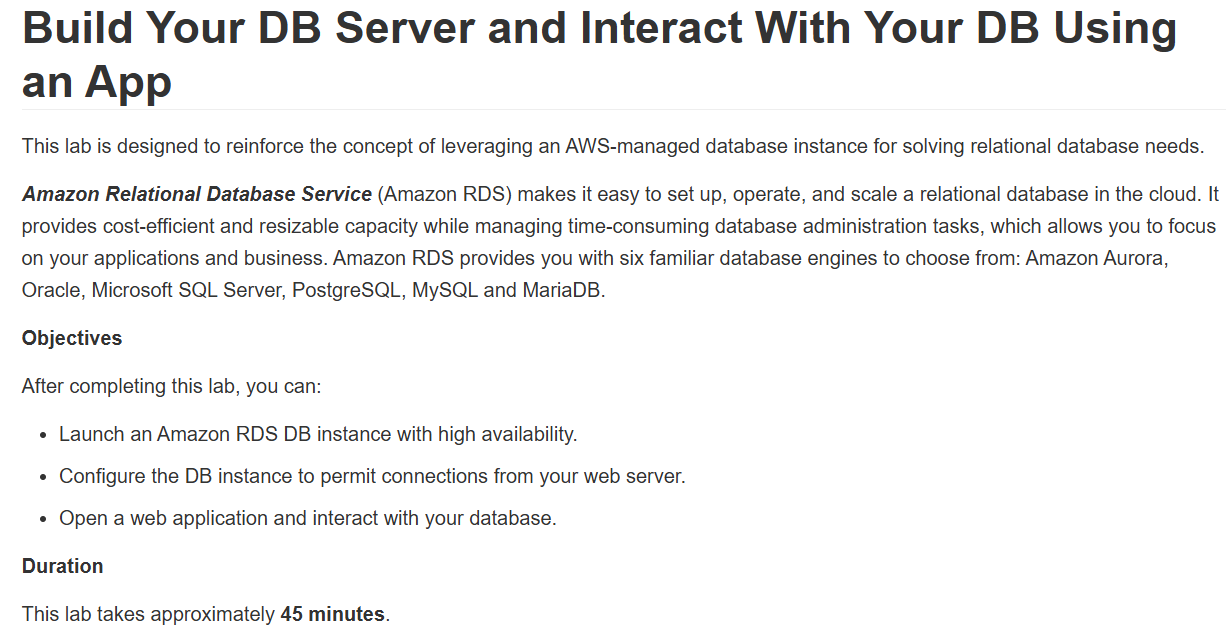 Build Your DB Server and Interact With Your DB Using
an App
This lab is designed to reinforce the concept of leveraging an AWS-managed database instance for solving relational database needs.
Amazon Relational Database Service (Amazon RDS) makes it easy to set up, operate, and scale a relational database in the cloud. It
provides cost-efficient and resizable capacity while managing time-consuming database administration tasks, which allows you to focus
on your applications and business. Amazon RDS provides you with six familiar database engines to choose from: Amazon Aurora,
Oracle, Microsoft SQL Server, PostgreSQL, MySQL and MariaDB.
Objectives
After completing this lab, you can:
• Launch an Amazon RDS DB instance with high availability.
• Configure the DB instance to permit connections from your web server.
• Open a web application and interact with your database.
Duration
This lab takes approximately 45 minutes.